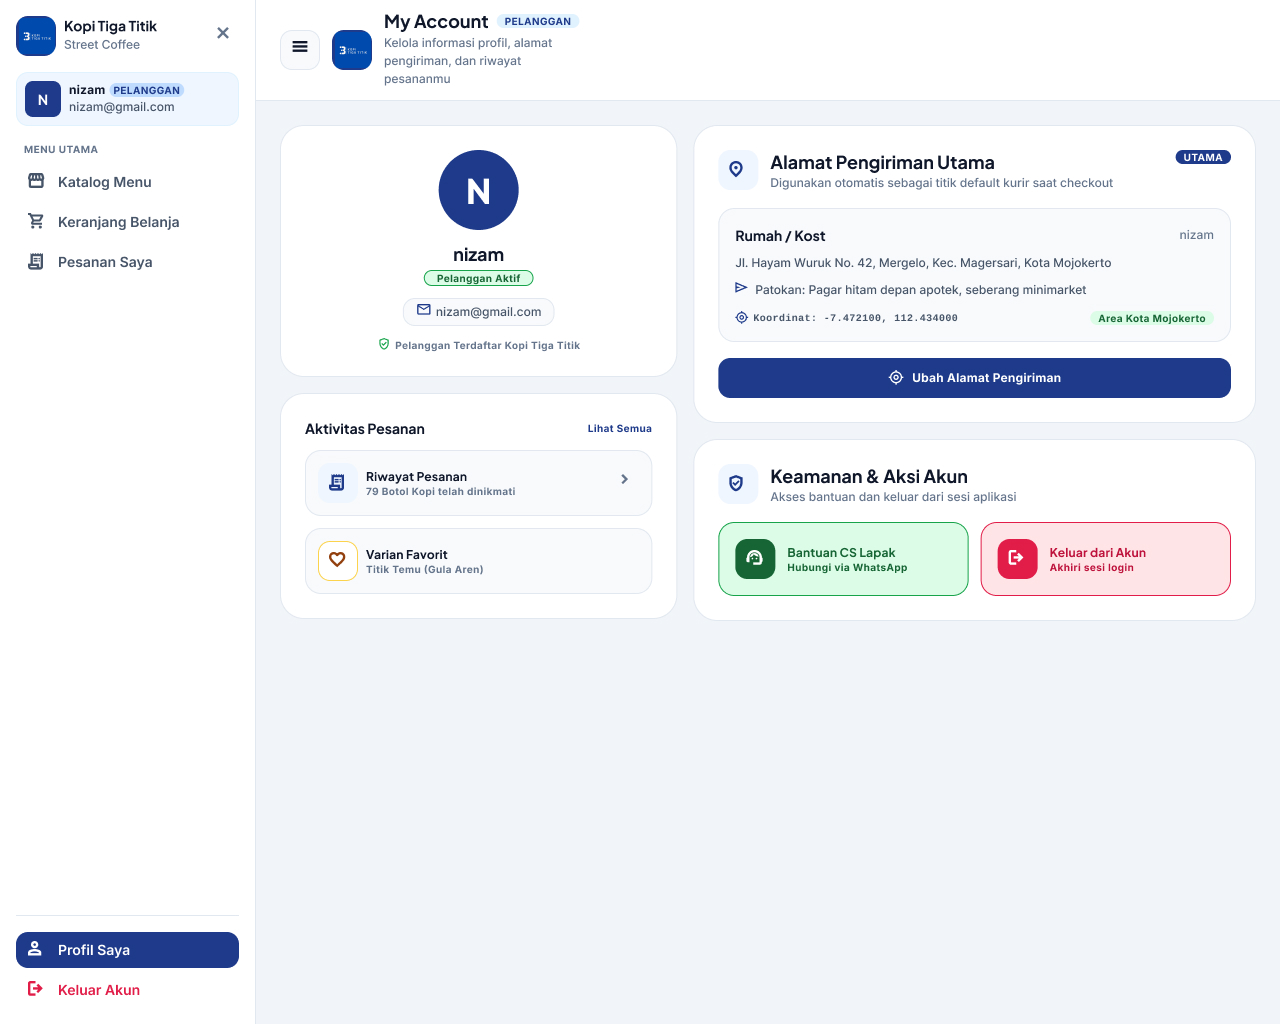 Kopi Tiga Titik
Street Coffee
N
nizam PELANGGAN
nizam@gmail.com
MENU UTAMA
Katalog Menu
Keranjang Belanja
Pesanan Saya
Profil Saya
Keluar Akun
My Account PELANGGAN
Kelola informasi profil, alamat
pengiriman, dan riwayat
pesananmu
N
nizam
Pelanggan Aktif
nizam@gmail.com
Pelanggan Terdaftar Kopi Tiga Titik
Aktivitas Pesanan
Lihat Semua
Riwayat Pesanan
79 Botol Kopi telah dinikmati
Varian Favorit
Titik Temu (Gula Aren)
Alamat Pengiriman Utama
UTAMA
Digunakan otomatis sebagai titik default kurir saat checkout
Rumah / Kost
nizam
Jl. Hayam Wuruk No. 42, Mergelo, Kec. Magersari, Kota Mojokerto
Patokan: Pagar hitam depan apotek, seberang minimarket
Koordinat: -7.472100, 112.434000
Area Kota Mojokerto
Ubah Alamat Pengiriman
Keamanan & Aksi Akun
Akses bantuan dan keluar dari sesi aplikasi
Bantuan CS Lapak
Hubungi via WhatsApp
Keluar dari Akun
Akhiri sesi login